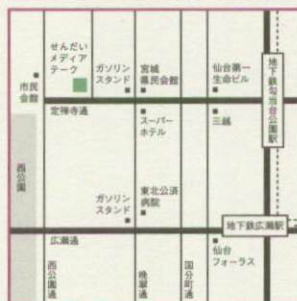 せんだい
メディア
テーク
ガソリン
スタンド
宮城
県民会館
仙台第一
生命ビル
地下鉄勾当台公園駅
市民
会館
定禅寺通
スーパー
ホテル
三越
西公園
ガソリン
スタンド
東北公済
病院
地下鉄広瀬駅
広瀬通
西公園通
晩翠通
国分町通
仙台
フォーラス